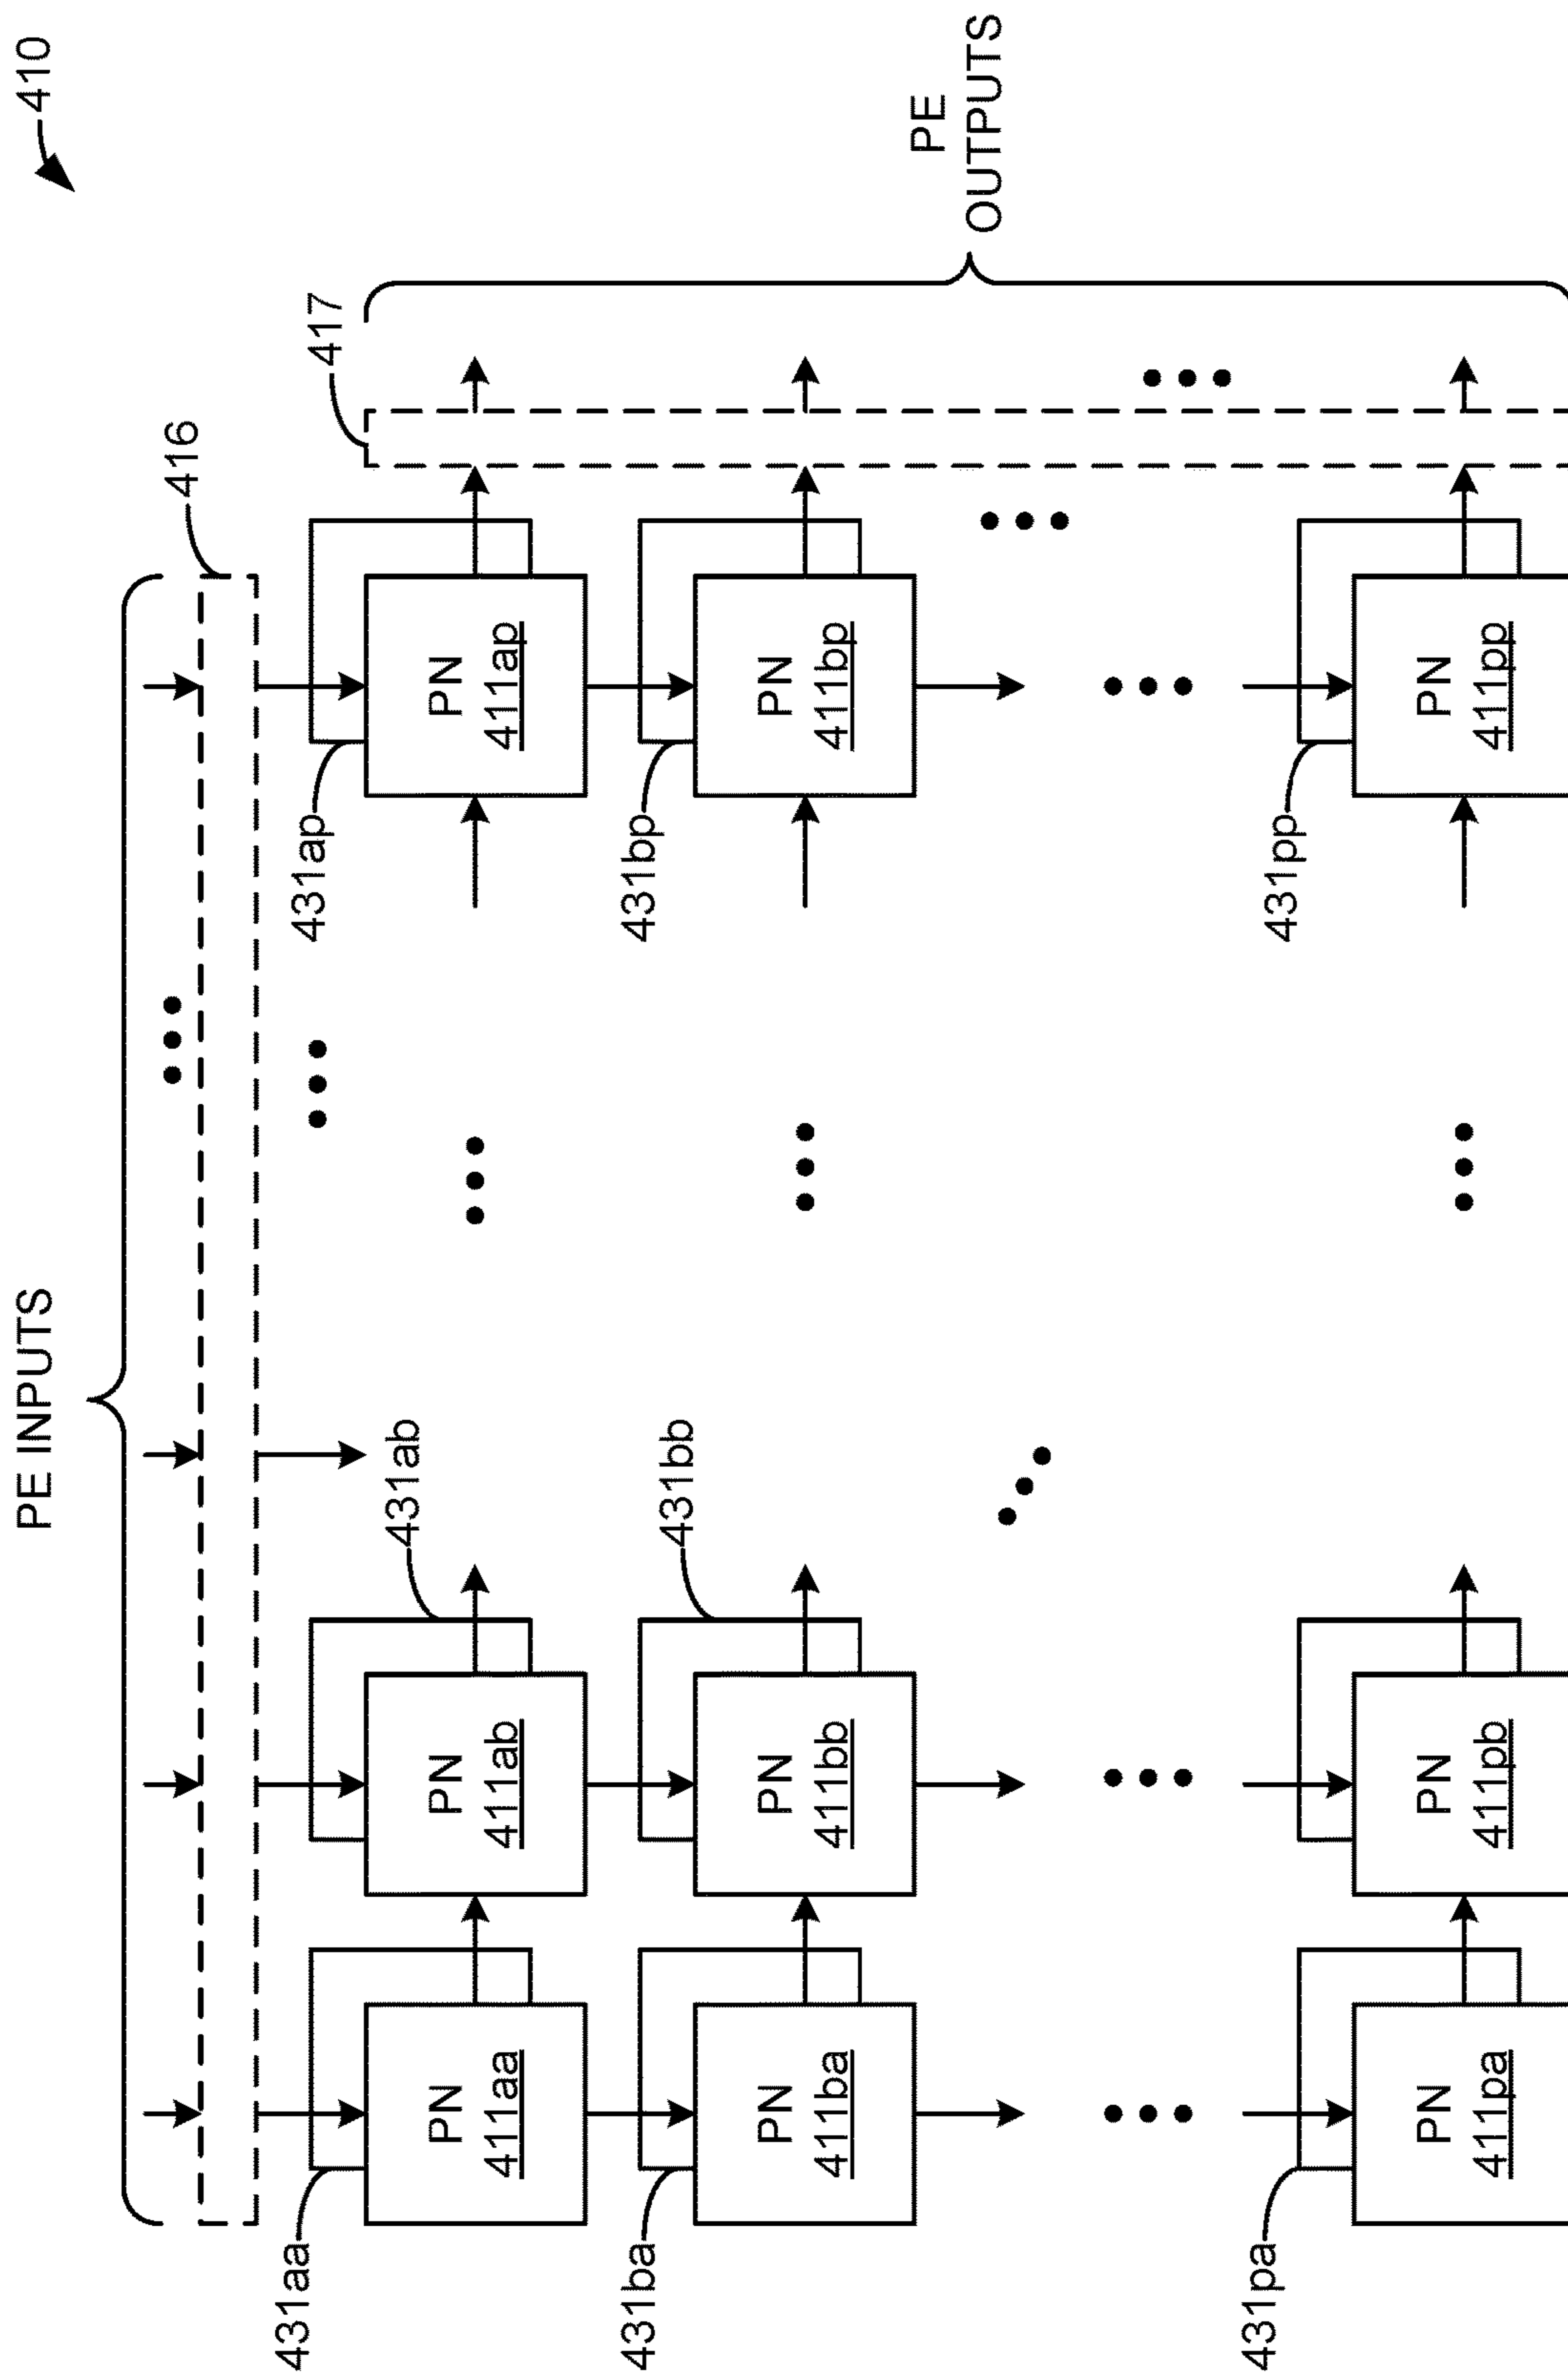 PE INPUTS
410
416
431aa
431ap
417
431ab
PN
411aa
PN
411ab
PN
411ap
431ba
431bb
431bp
PN
411ba
PN
411bb
PN
411bp
PE
OUTPUTS
431pa
431pp
PN
411pa
PN
411pb
PN
411pp